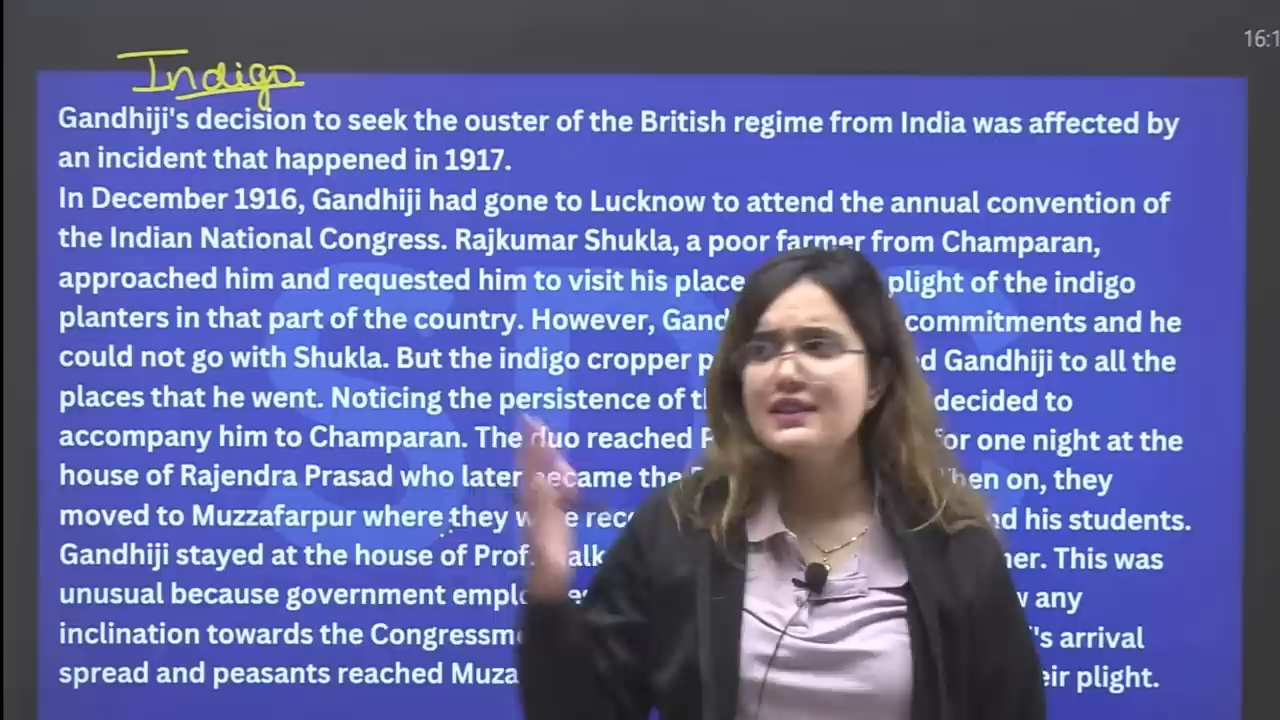 16:1
Indigo
Gandhiji's decision to seek the ouster of the British regime from India was affected by
an incident that happened in 1917.
In December 1916, Gandhiji had gone to Lucknow to attend the annual convention of
the Indian National Congress. Rajkumar Shukla, a poor farmer from Champaran,
approached him and requested him to visit his place plight of the indigo
planters in that part of the country. However, Gand commitments and he
could not go with Shukla. But the indigo cropper Gandhiji to all the
places that he went. Noticing the persistence of decided to
accompany him to Champaran. The duo reached for one night at the
house of Rajendra Prasad who later became the on, they
moved to Muzzafarpur where they his students.
Gandhiji stayed at the house of Prof. This was
unusual because government any
inclination towards the arrival
spread and peasants reached plight.